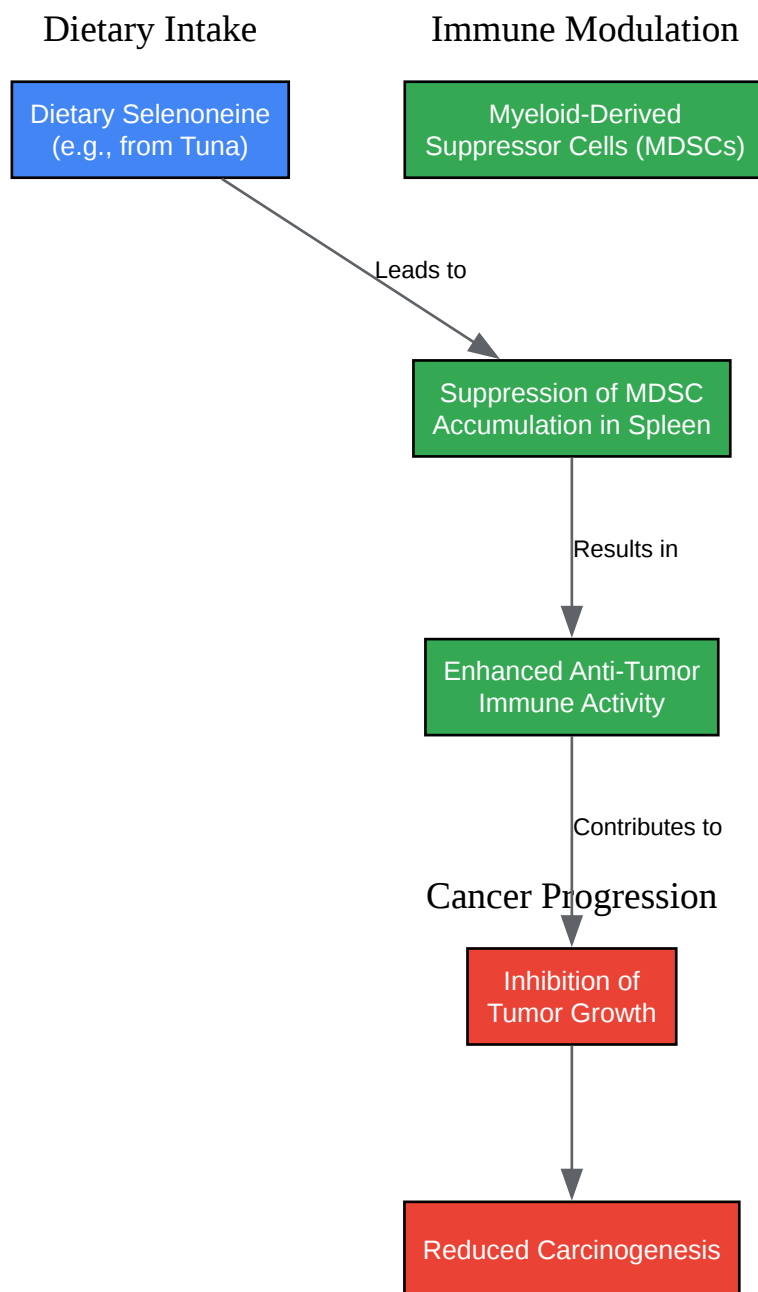 Dietary Intake
Immune Modulation
Dietary Selenoneine
(e.g., from Tuna)
Myeloid-Derived
Suppressor Cells (MDSCs)
Leads to
Suppression of MDSC
Accumulation in Spleen
Results in
Enhanced Anti-Tumor
Immune Activity
Contributes to
Cancer Progression
Inhibition of
Tumor Growth
Reduced Carcinogenesis